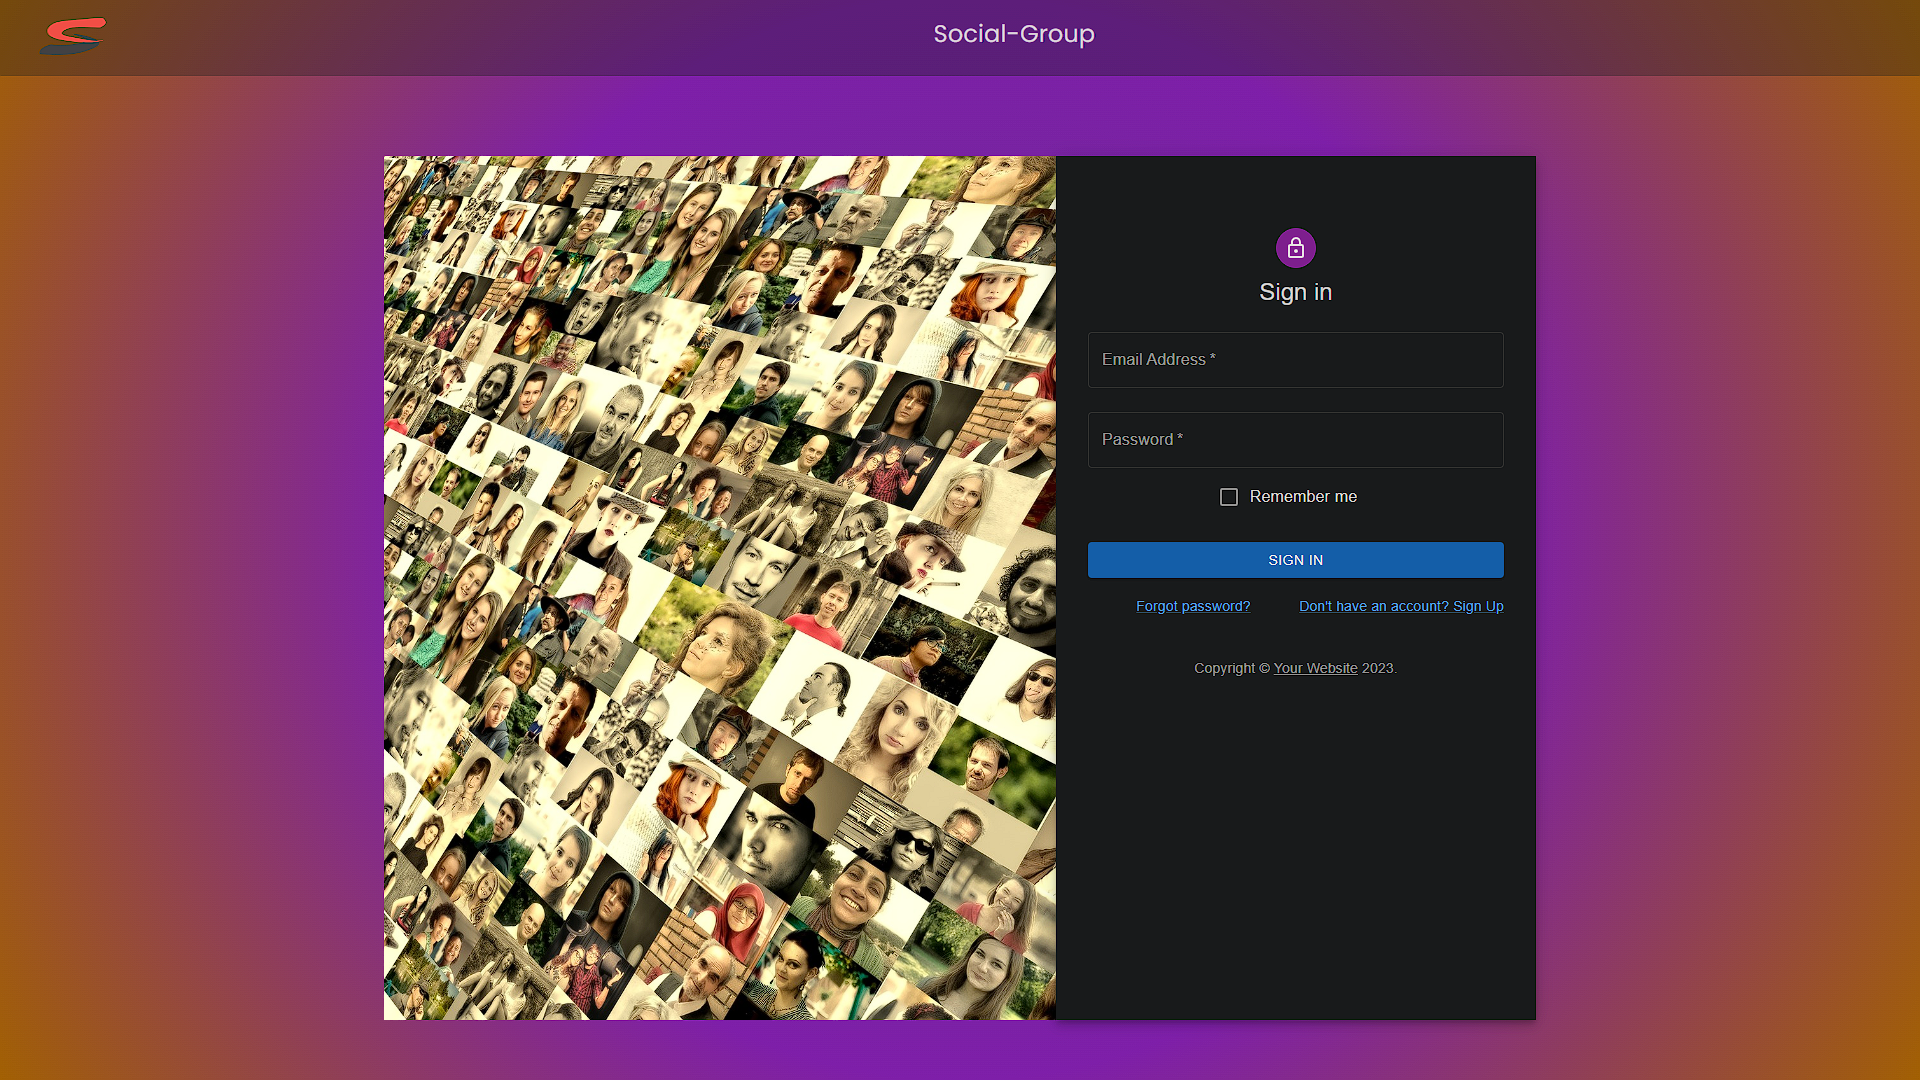 Social-Group
Sign in
Email Address *
Password *
Remember me
SIGN IN
Forgot password? Don't have an account? Sign Up
Copyright © Your Website 2023.